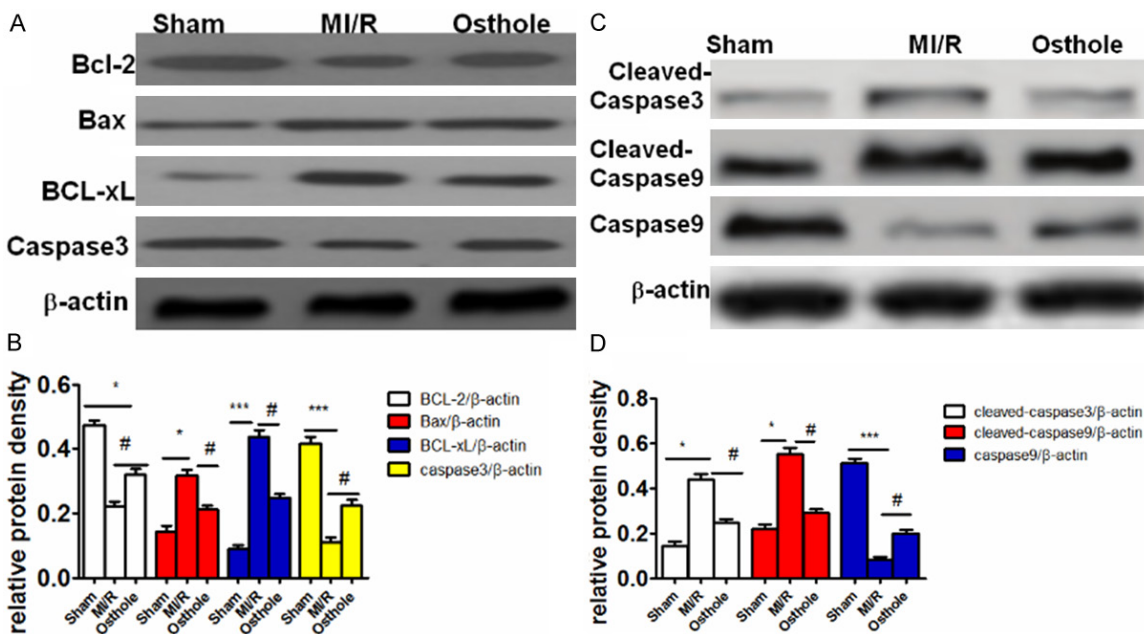 A
Sham MI/R Osthole
Bcl-2
Bax
BCL-xL
Caspase3
β-actin
B
relative protein density
0.6
0.4
0.2
0.0
* # * # *** # *** #
BCL-2/β-actin
Bax/β-actin
BCL-xL/β-actin
caspase3/β-actin
Sham MI/R Osthole Sham MI/R Osthole Sham MI/R Osthole Sham MI/R Osthole
C
Sham MI/R Osthole
Cleaved-
Caspase3
Cleaved-
Caspase9
Caspase9
β-actin
D
relative protein density
0.8
0.6
0.4
0.2
0.0
* # * # *** #
cleaved-caspase3/β-actin
cleaved-caspase9/β-actin
caspase9/β-actin
Sham MI/R Osthole Sham MI/R Osthole Sham MI/R Osthole